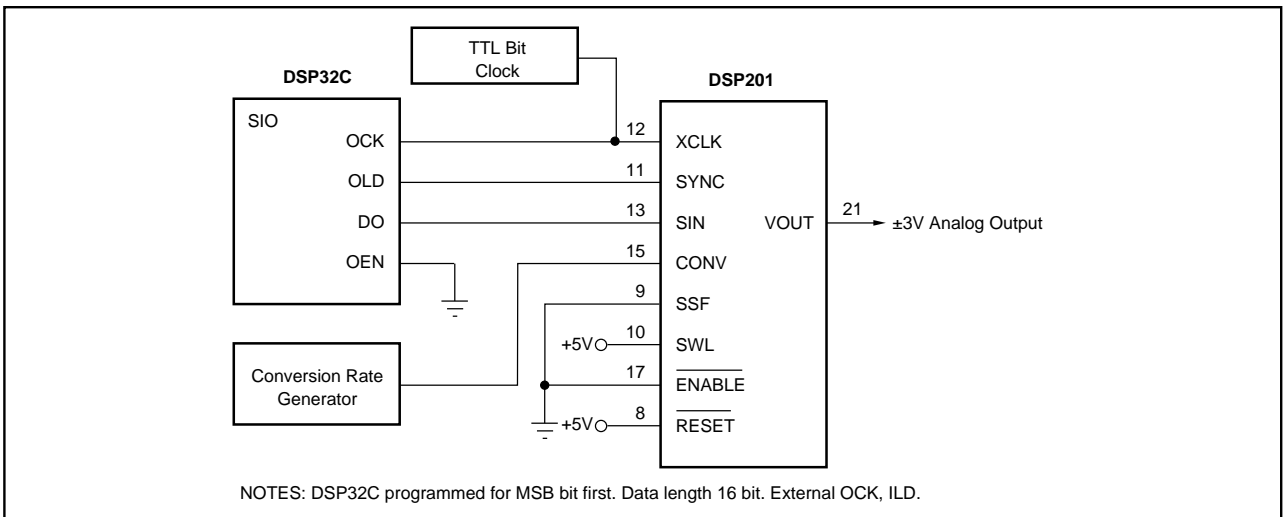 TTL Bit
Clock
DSP32C
DSP201
SIO
OCK
12
XCLK
OLD
11
SYNC
DO
13
SIN
VOUT
21
±3V Analog Output
OEN
15
CONV
9
SSF
+5V
10
SWL
Conversion Rate
Generator
17
ENABLE
+5V
8
RESET
NOTES: DSP32C programmed for MSB bit first. Data length 16 bit. External OCK, ILD.